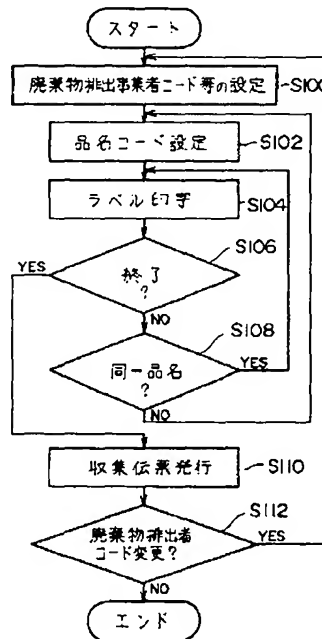 スタート
廃棄物排出事業者コード等の設定
S100
品名コード設定
S102
ラベル印字
S104
S106
YES
終了
?
NO
S108
同一品名
?
YES
NO
収集伝票発行
S110
S112
廃棄物排出者
コード変更?
YES
NO
エンド